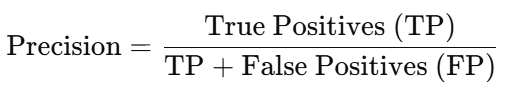 Precision = True Positives (TP) / TP + False Positives (FP)